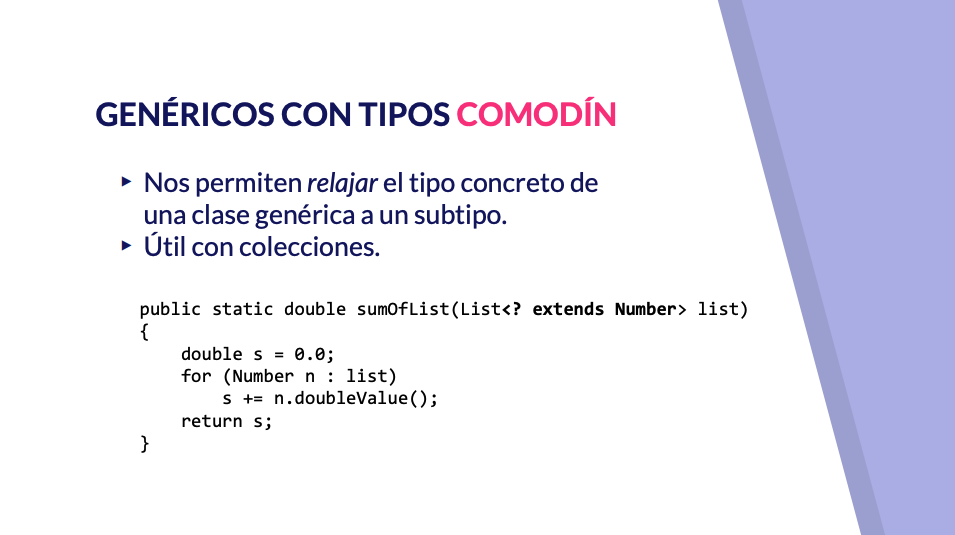 GENÉRICOS CON TIPOS COMODÍN
▸ Nos permiten relajar el tipo concreto de
una clase genérica a un subtipo.
▸ Útil con colecciones.
public static double sumOfList(List<? extends Number> list)
{
    double s = 0.0;
    for (Number n : list)
        s += n.doubleValue();
    return s;
}